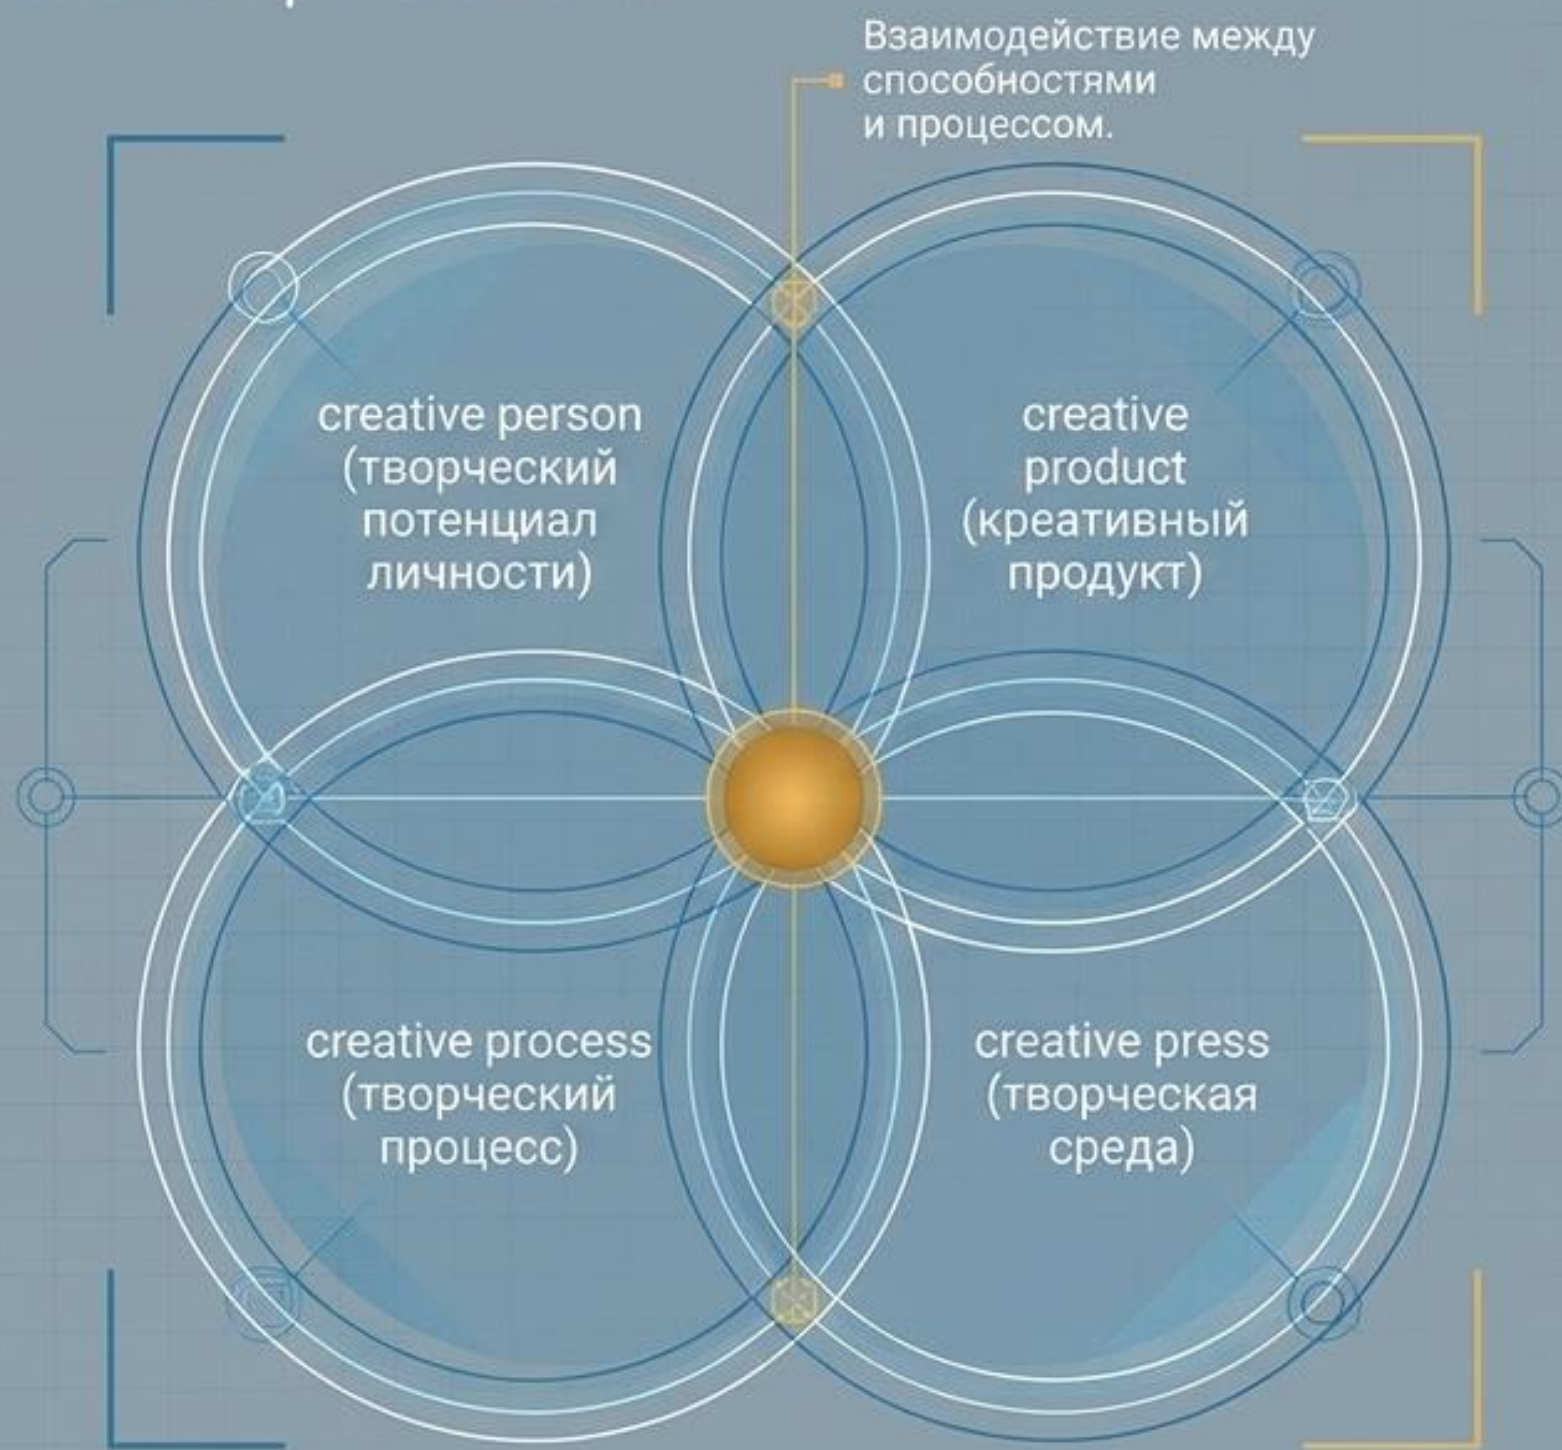 Взаимодействие между
способностями
и процессом.
creative person
(творческий
потенциал
личности)
creative
product
(креативный
продукт)
creative process
(творческий
процесс)
creative press
(творческая
среда)